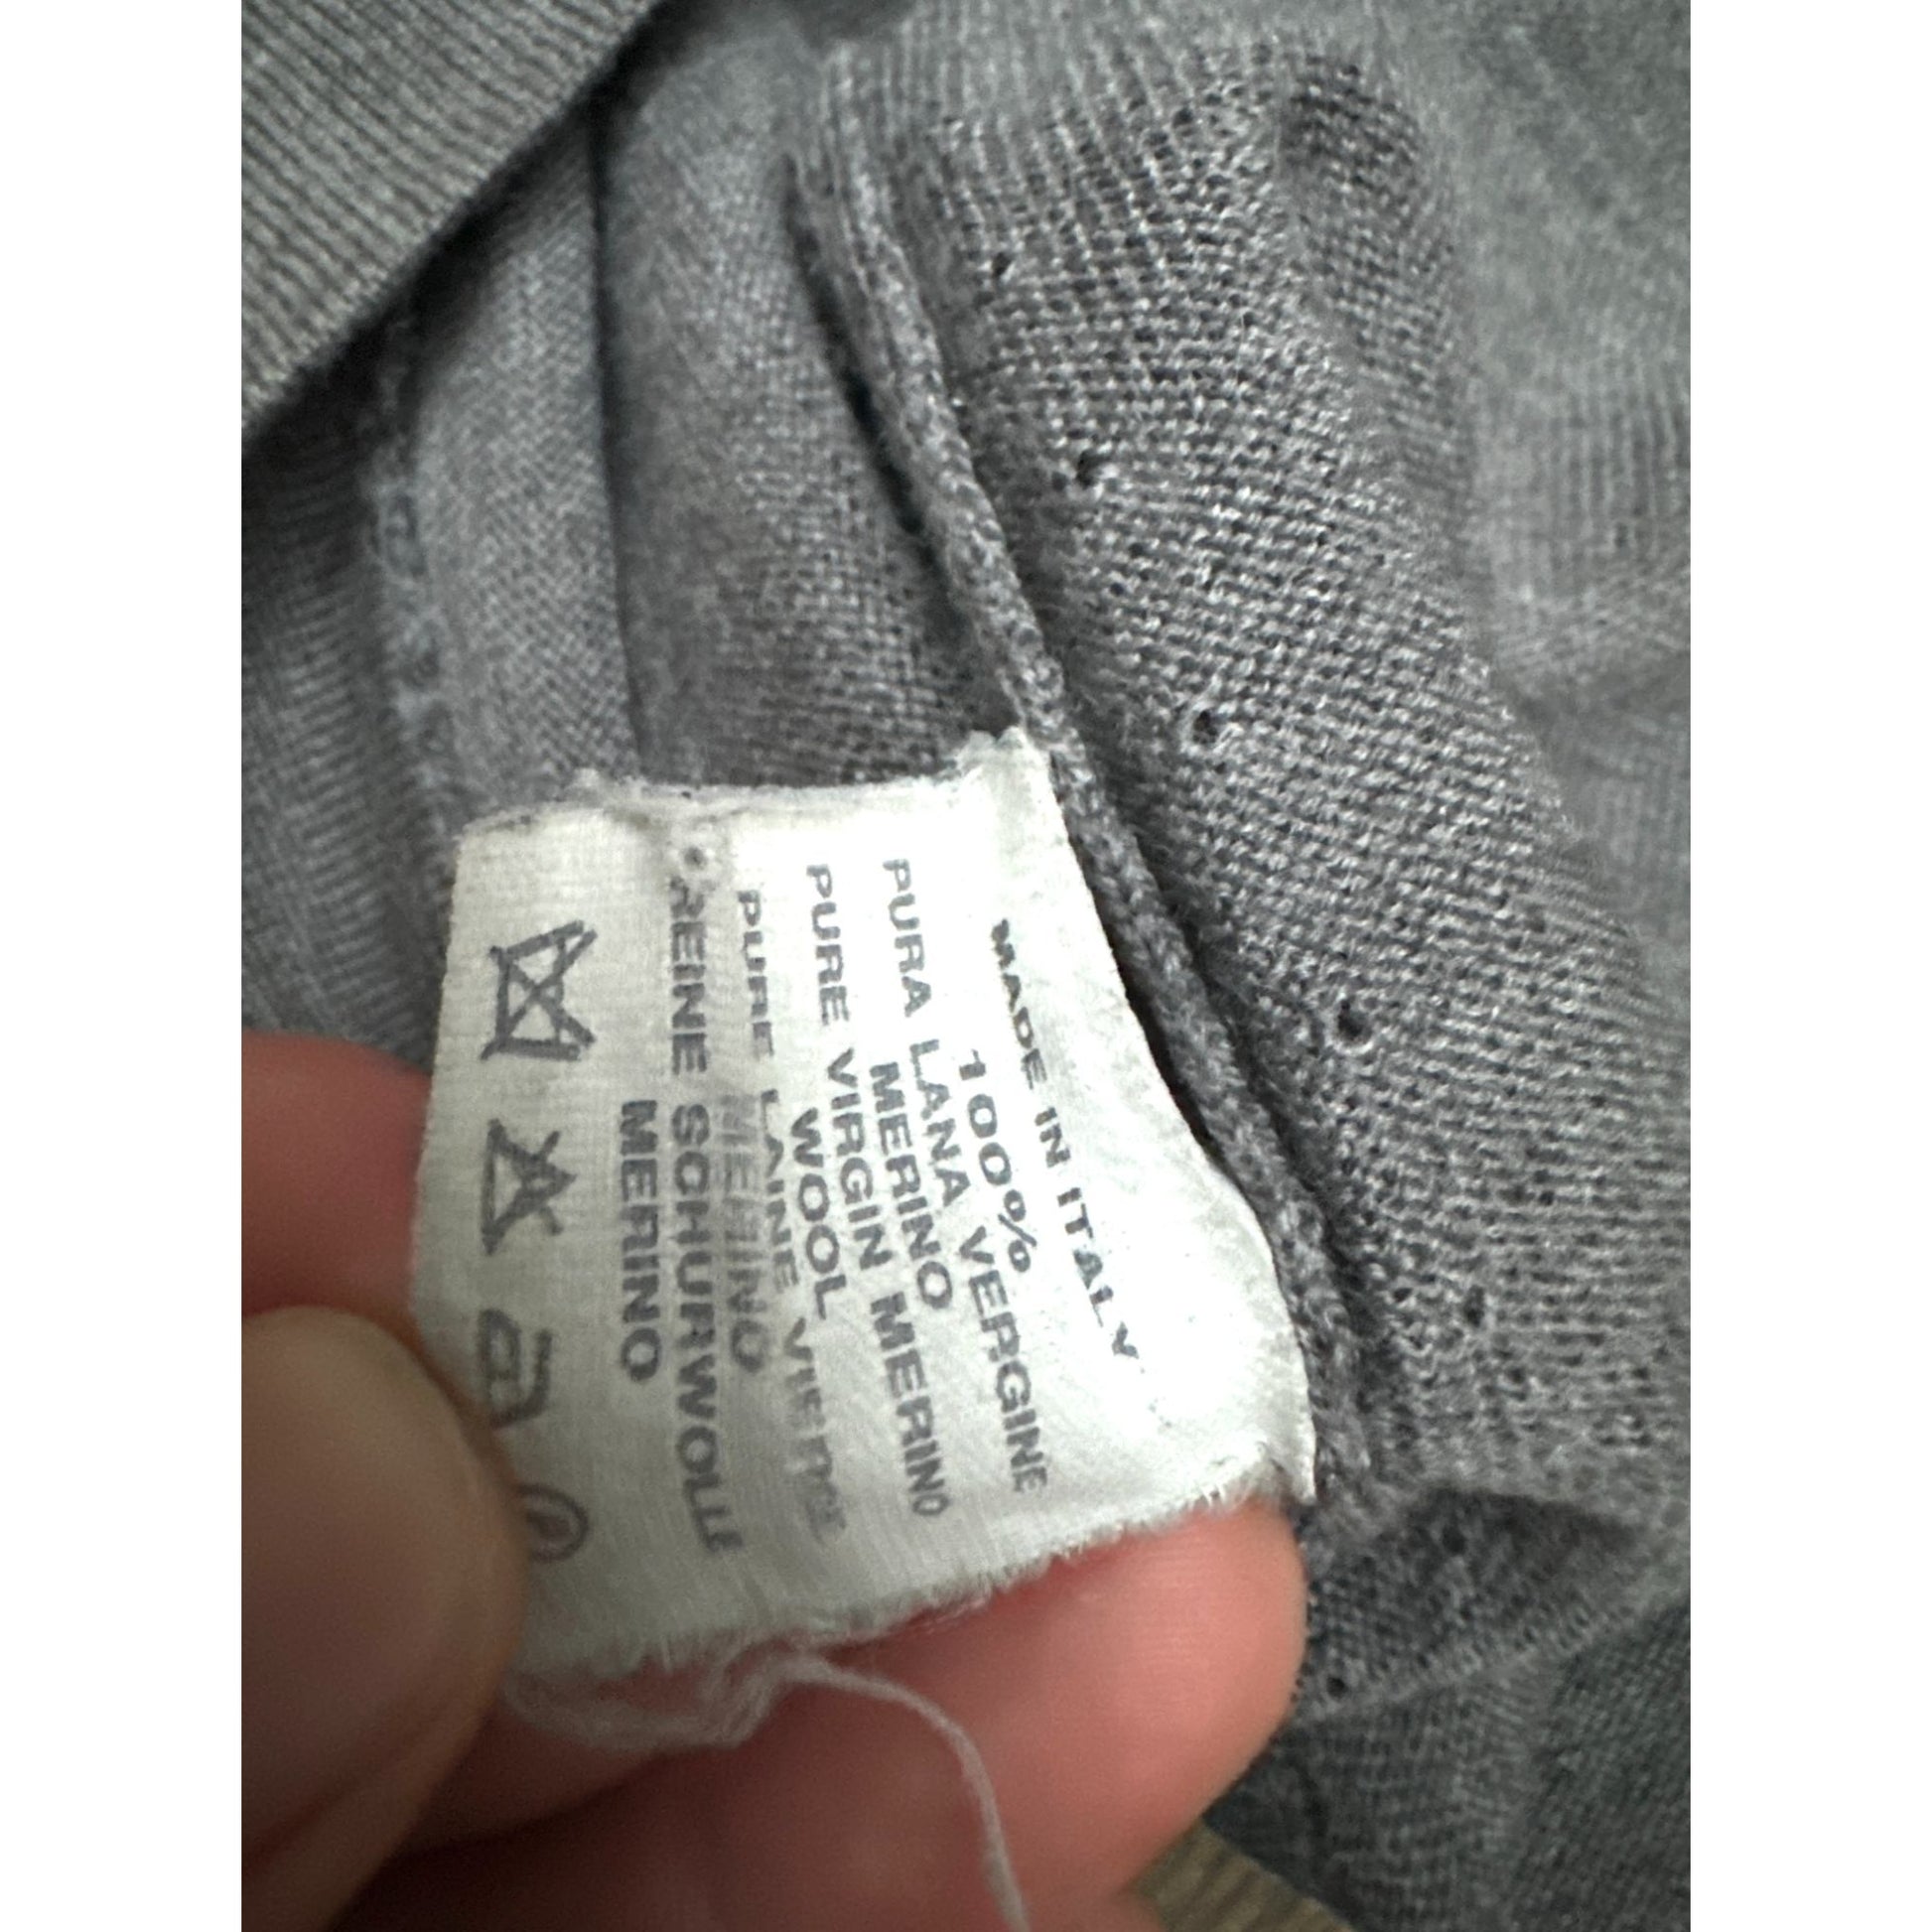 MADE IN ITALY
100%
PURA LANA VERGINE
MERINO
PURE VIRGIN MERINO
WOOL
PURE LAINE VIERGE
MERINO
REINE SCHURWOLLE
MERINO
P